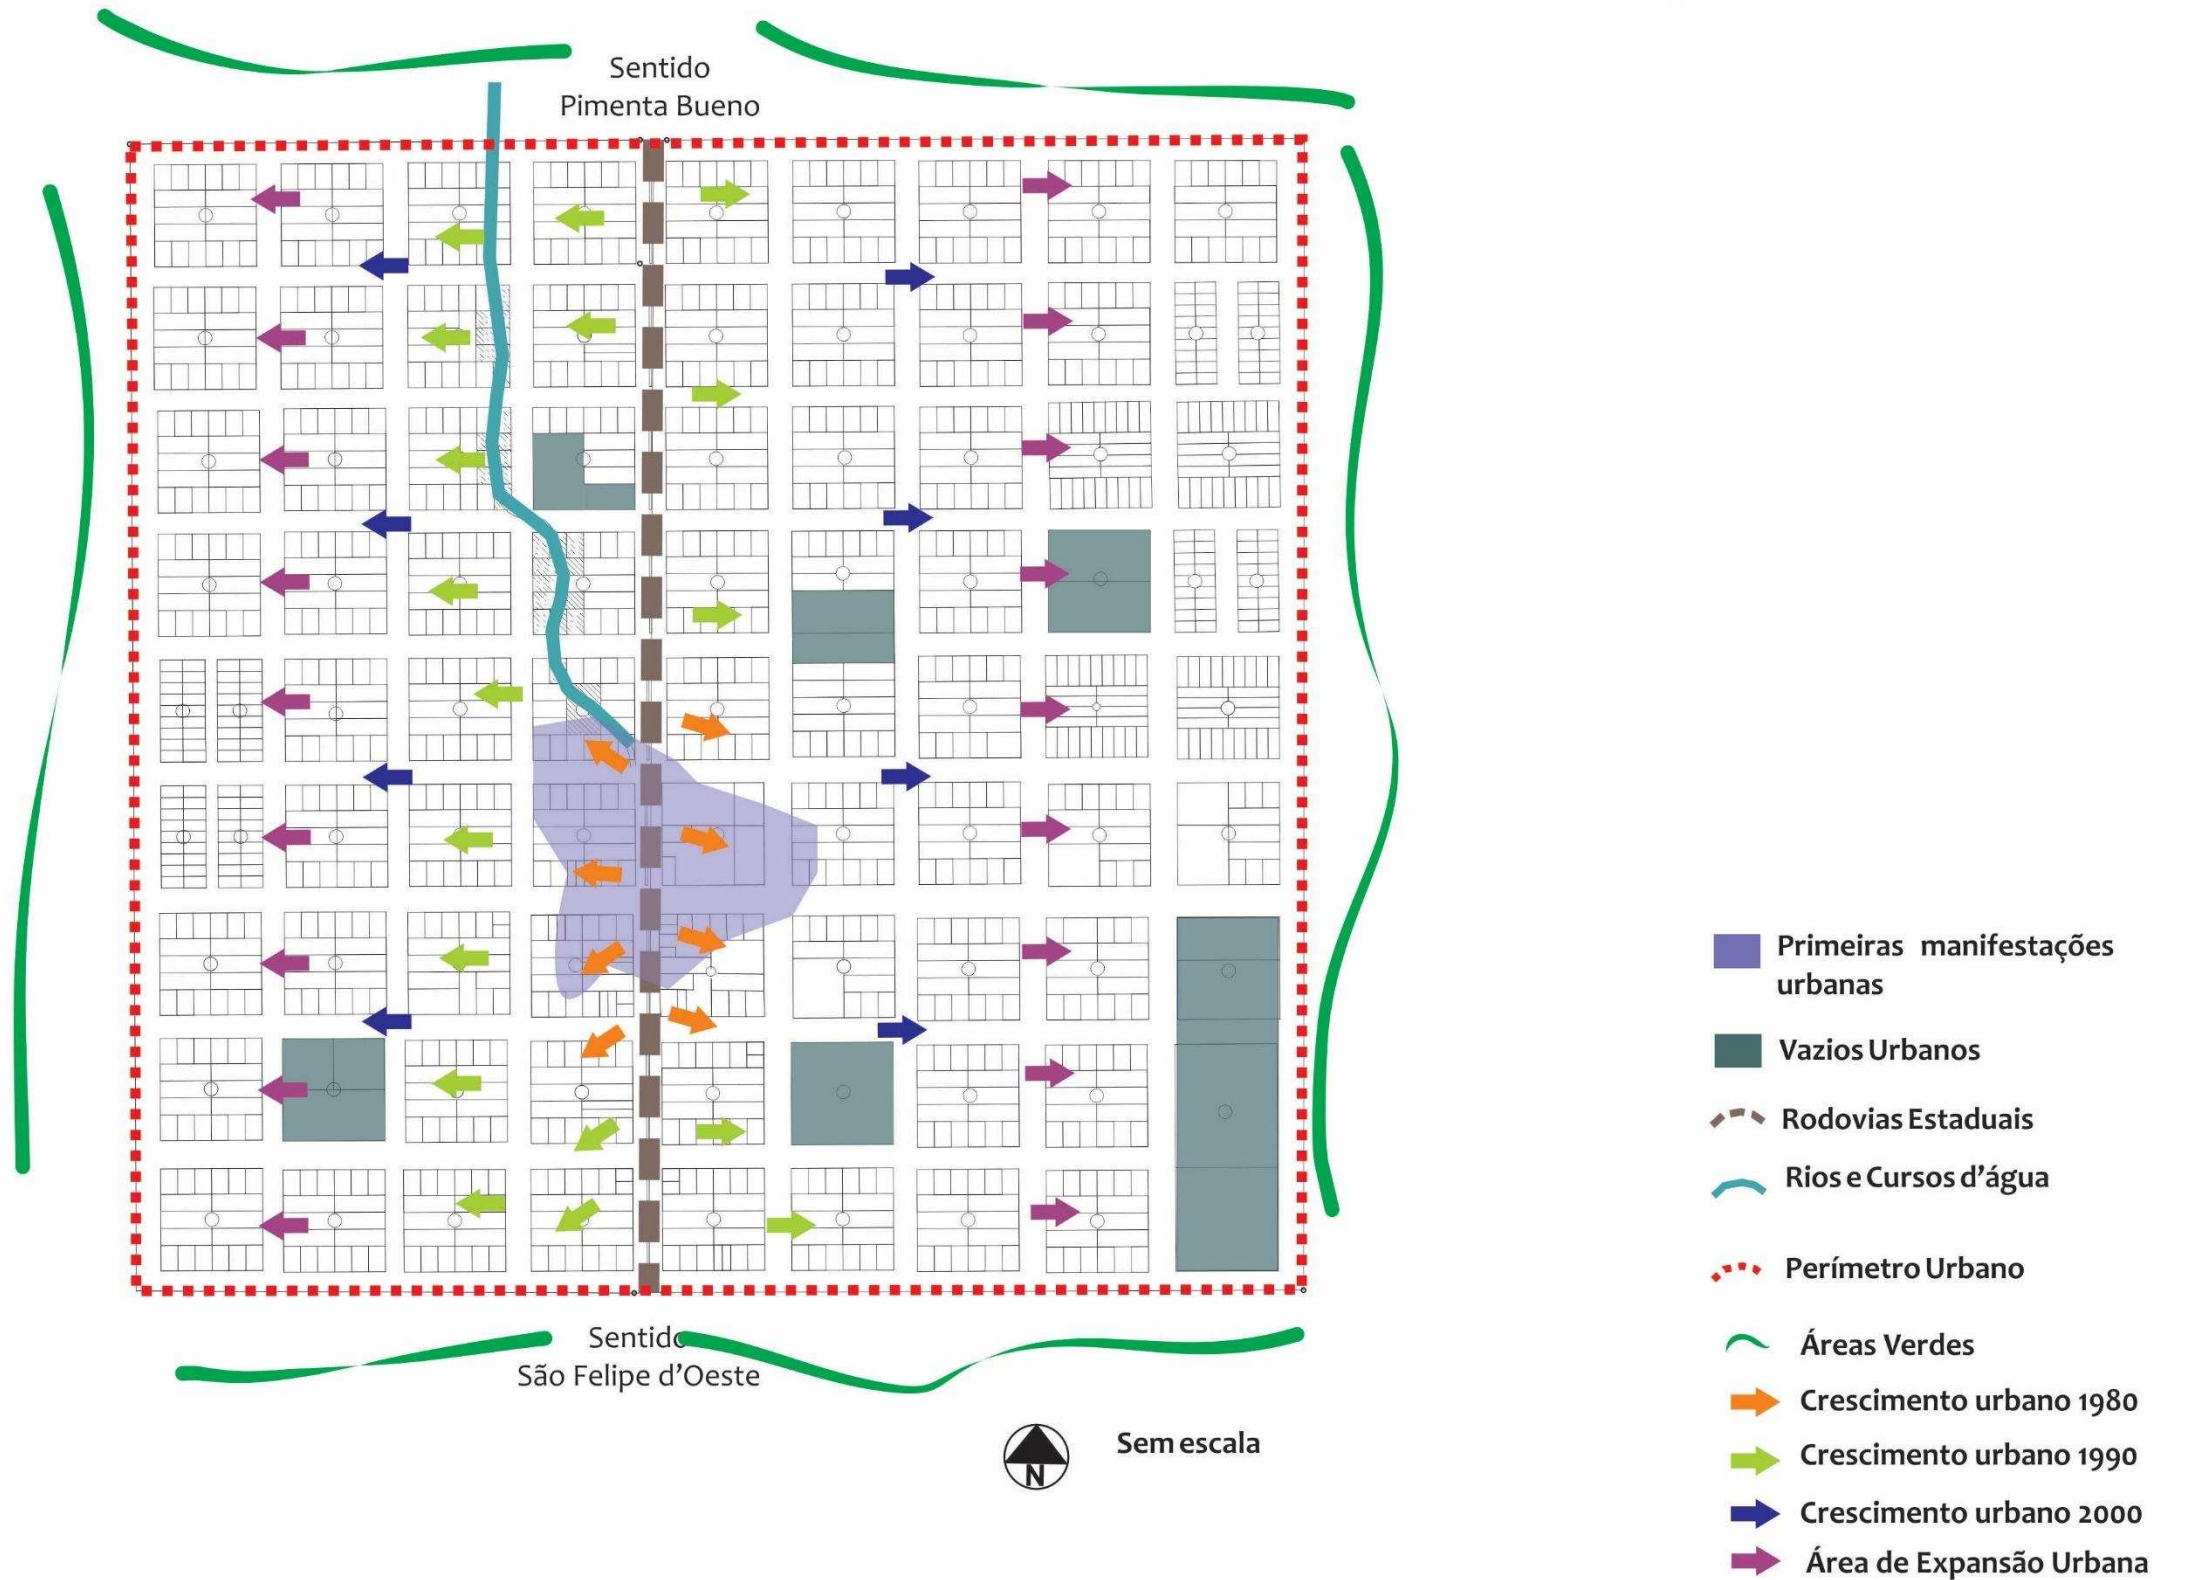 Sentido
Pimenta Bueno
Sentido
São Felipe d'Oeste
N
Sem escala
Primeiras manifestações
urbanas
Vazios Urbanos
Rodovias Estaduais
Rios e Cursos d'água
Perímetro Urbano
Áreas Verdes
Crescimento urbano 1980
Crescimento urbano 1990
Crescimento urbano 2000
Área de Expansão Urbana